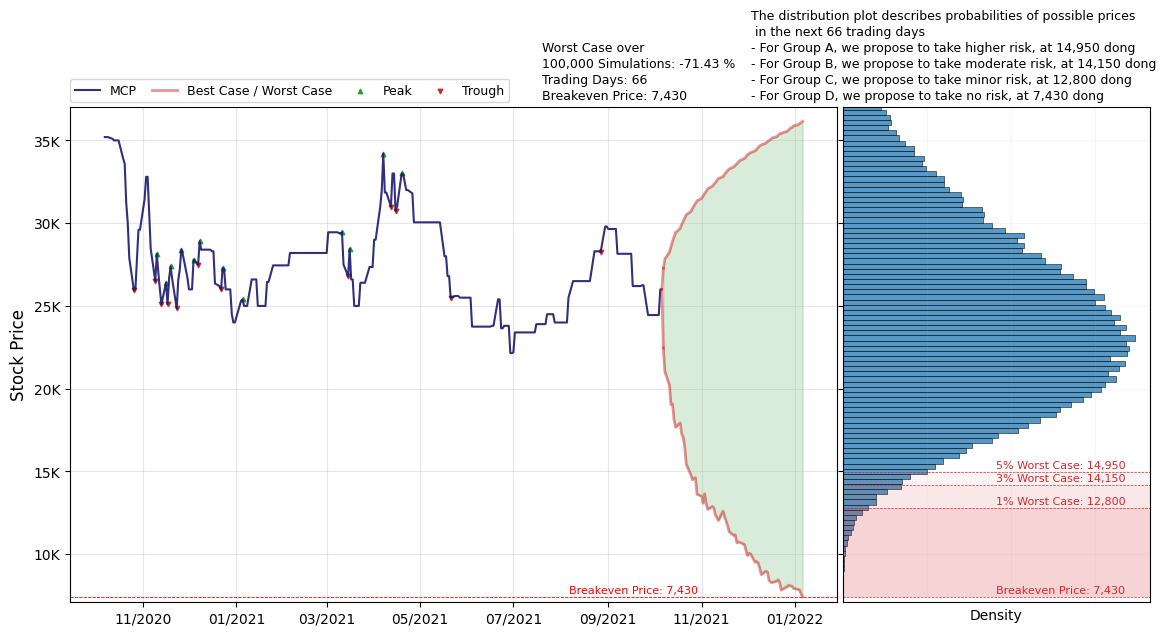 The distribution plot describes probabilities of possible prices
in the next 66 trading days
- For Group A, we propose to take higher risk, at 14,950 dong
- For Group B, we propose to take moderate risk, at 14,150 dong
- For Group C, we propose to take minor risk, at 12,800 dong
- For Group D, we propose to take no risk, at 7,430 dong
Worst Case over
100,000 Simulations: -71.43 %
Trading Days: 66
Breakeven Price: 7,430
MCP
Best Case / Worst Case
Peak
Trough
Stock Price
35K
30K
25K
20K
15K
10K
Breakeven Price: 7,430
11/2020
01/2021
03/2021
05/2021
07/2021
09/2021
11/2021
01/2022
5% Worst Case: 14,950
3% Worst Case: 14,150
1% Worst Case: 12,800
Breakeven Price: 7,430
Density